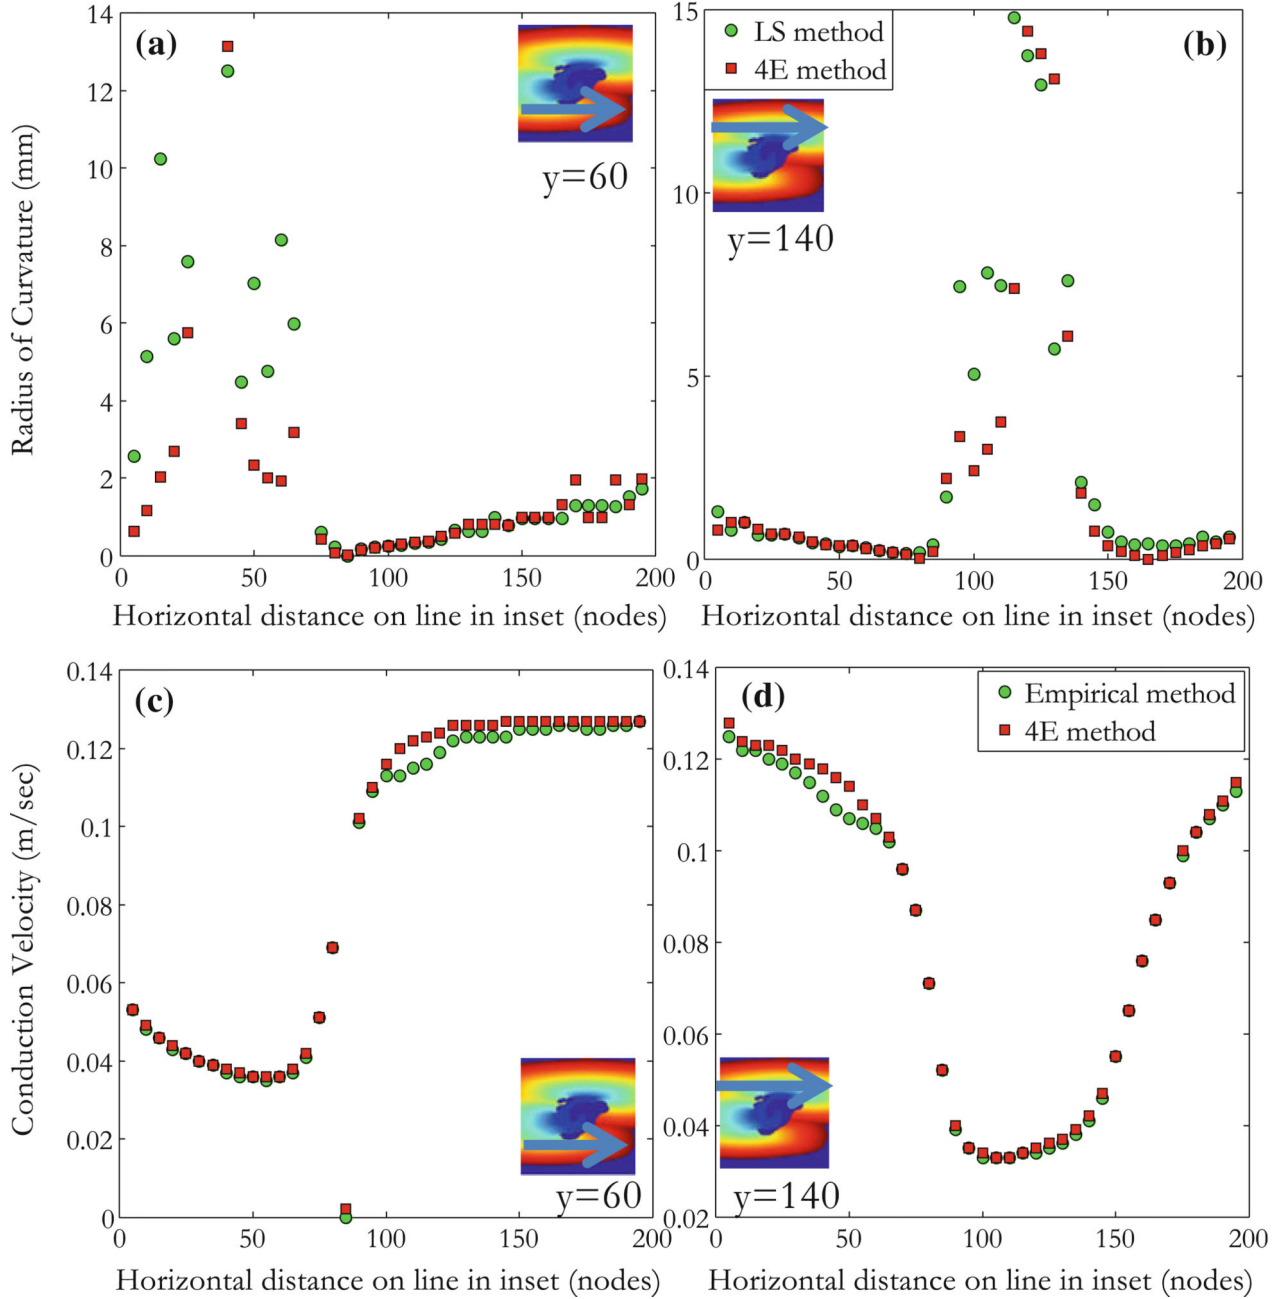 (a)
14
12
10
8
6
4
2
0
0 50 100 150 200
Radius of Curvature (mm)
Horizontal distance on line in inset (nodes)
y=60
(b)
LS method
4E method
15
10
5
0
0 50 100 150 200
Horizontal distance on line in inset (nodes)
y=140
(c)
0.14
0.12
0.1
0.08
0.06
0.04
0.02
0
0 50 100 150 200
Conduction Velocity (m/sec)
Horizontal distance on line in inset (nodes)
y=60
(d)
Empirical method
4E method
0.14
0.12
0.1
0.08
0.06
0.04
0.02
0 50 100 150 200
Horizontal distance on line in inset (nodes)
y=140